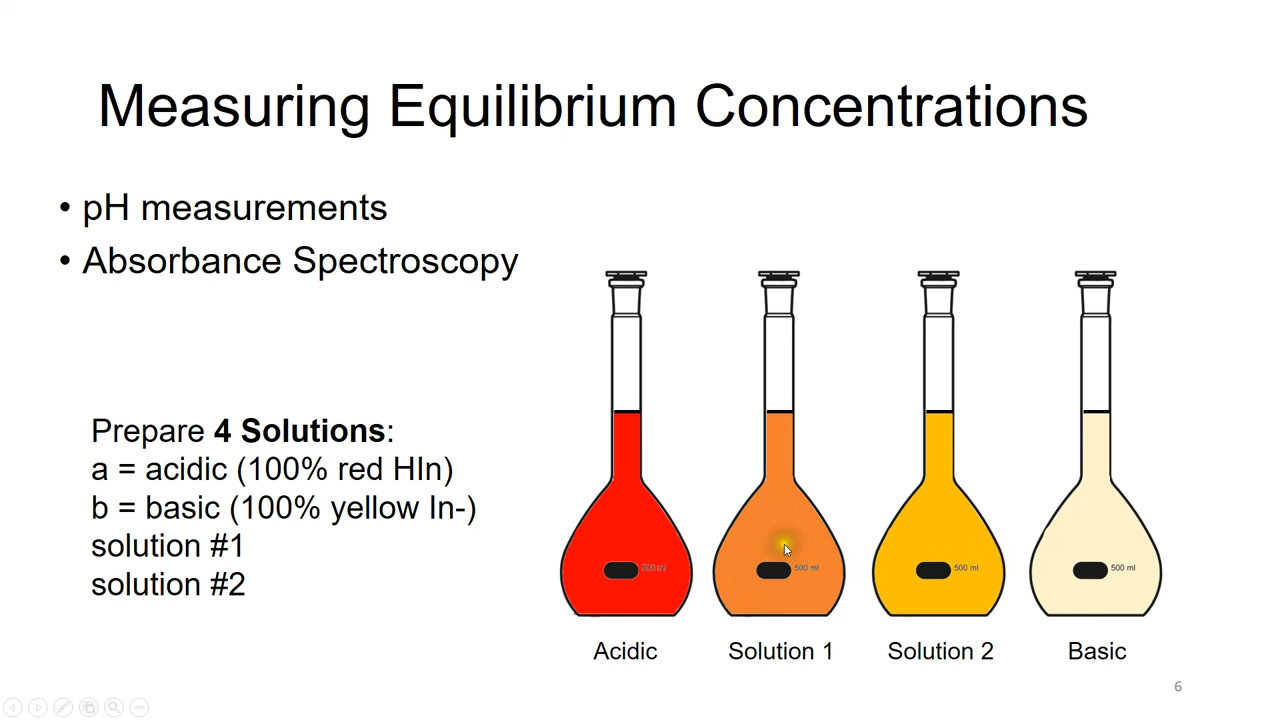 Measuring Equilibrium Concentrations
• pH measurements
• Absorbance Spectroscopy
Prepare 4 Solutions:
a = acidic (100% red HIn)
b = basic (100% yellow In-)
solution #1
solution #2
500 ml
500 ml
500 ml
500 ml
Acidic
Solution 1
Solution 2
Basic
6